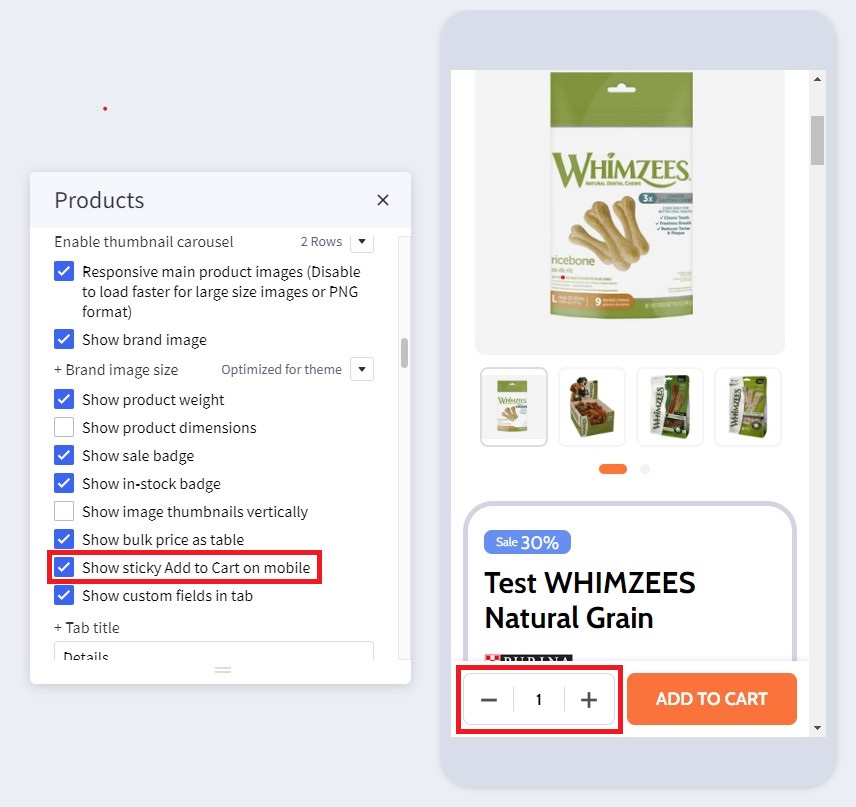 Products
Enable thumbnail carousel 2 Rows
Responsive main product images (Disable
to load faster for large size images or PNG
format)
Show brand image
+ Brand image size Optimized for theme
Show product weight
Show product dimensions
Show sale badge
Show in-stock badge
Show image thumbnails vertically
Show bulk price as table
Show sticky Add to Cart on mobile
Show custom fields in tab
+ Tab title
Details
WHIMZEES
NATURAL DENTAL CHEWS
3x
ricebone
L
9
Sale 30%
Test WHIMZEES
Natural Grain
PURINA
1
ADD TO CART